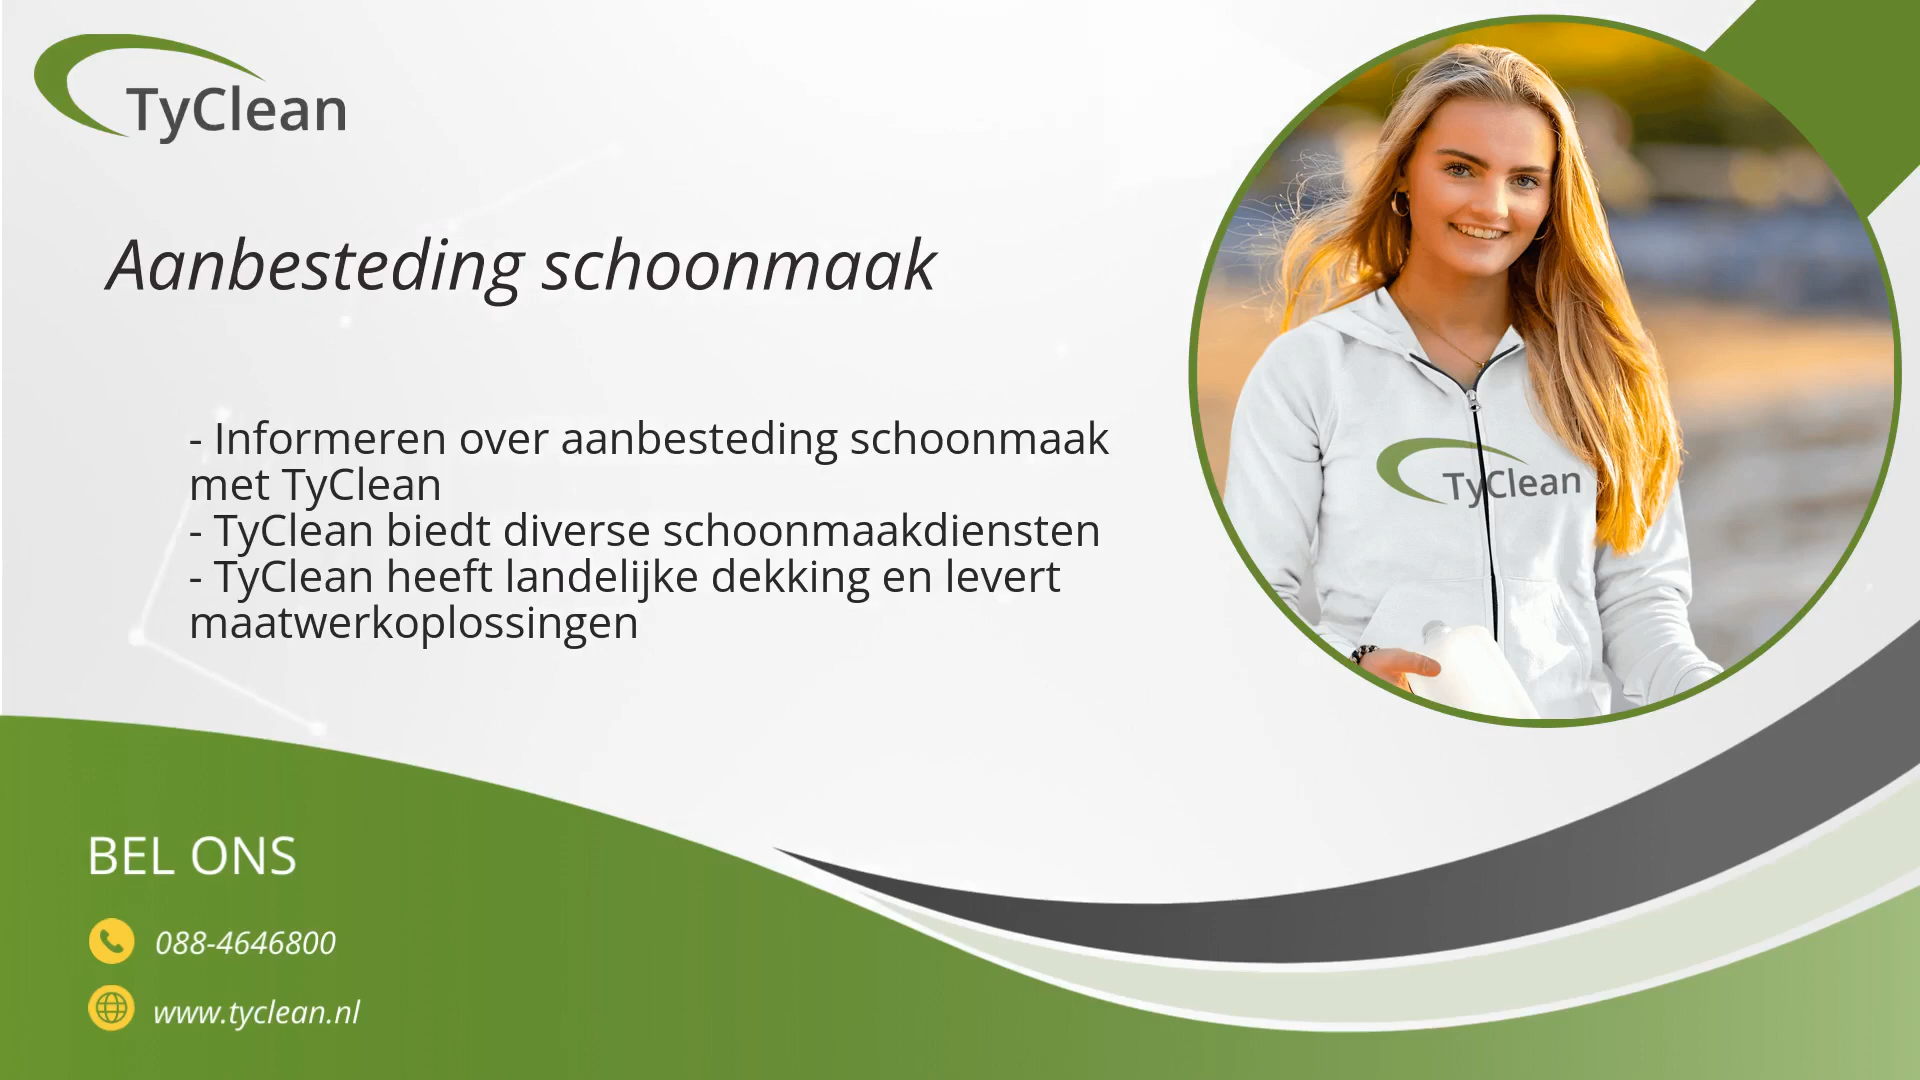 TyClean
Aanbesteding schoonmaak
- Informeren over aanbesteding schoonmaak
met TyClean
- TyClean biedt diverse schoonmaakdiensten
- TyClean heeft landelijke dekking en levert
maatwerkoplossingen
TyClean
BEL ONS
088-4646800
www.tyclean.nl